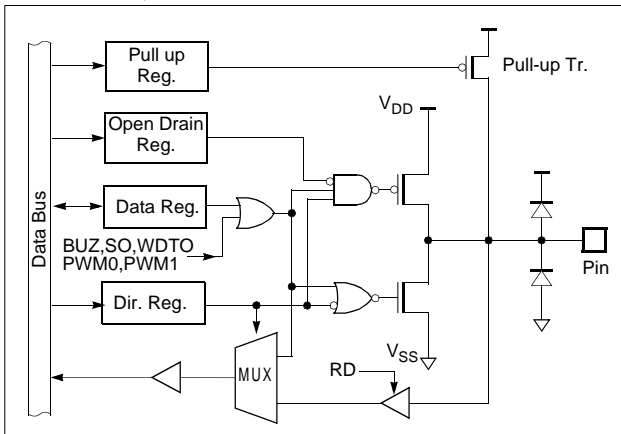 Pull up
Reg.
Pull-up Tr.
VDD
Open Drain
Reg.
Data Bus
Data Reg.
BUZ,SO,WDTO
PWM0,PWM1
Pin
Dir. Reg.
VSS
MUX
RD